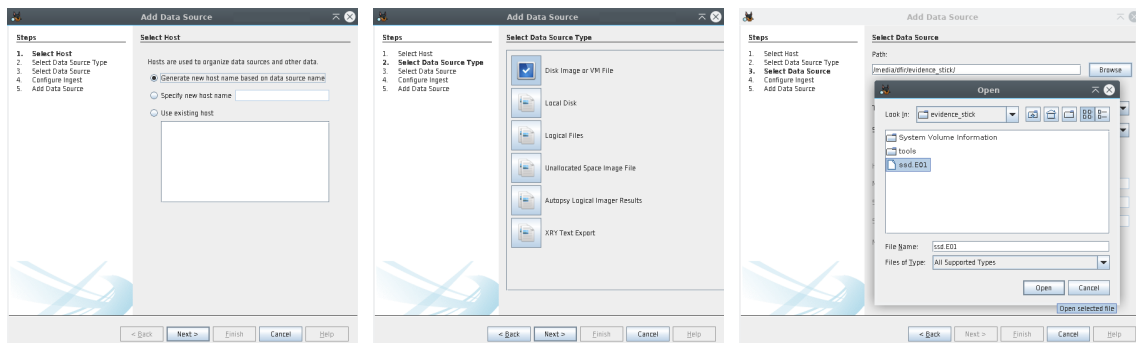 Add Data Source
Steps
1. Select Host
2. Select Data Source Type
3. Select Data Source
4. Configure Ingest
5. Add Data Source
Select Host
Hosts are used to organize data sources and other data.
Generate new host name based on data source name
Specify new host name
Use existing host
< Back Next > Finish Cancel Help
Add Data Source
Steps
1. Select Host
2. Select Data Source Type
3. Select Data Source
4. Configure Ingest
5. Add Data Source
Select Data Source Type
Disk Image or VM File
Local Disk
Logical Files
Unallocated Space Image File
Autopsy Logical Imager Results
XRY Text Export
< Back Next > Finish Cancel Help
Add Data Source
Steps
1. Select Host
2. Select Data Source Type
3. Select Data Source
4. Configure Ingest
5. Add Data Source
Select Data Source
Path:
/media/dfir/evidence_stick/ Browse
Open
Look In: evidence_stick
System Volume Information
tools
ssd.E01
File Name: ssd.E01
Files of Type: All Supported Types
Open Cancel
Open selected file
< Back Next > Finish Cancel Help